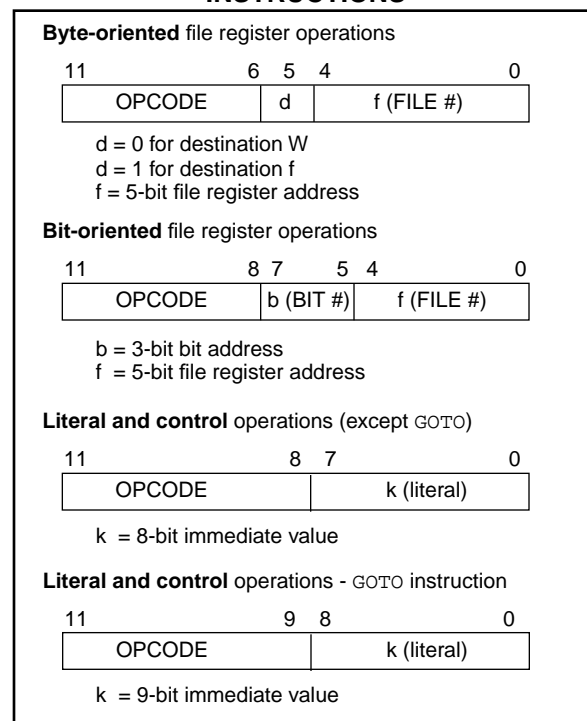 INSTRUCTIONS
Byte-oriented file register operations
11 6 5 4 0
OPCODE d f (FILE #)
d = 0 for destination W
d = 1 for destination f
f = 5-bit file register address
Bit-oriented file register operations
11 8 7 5 4 0
OPCODE b (BIT #) f (FILE #)
b = 3-bit bit address
f = 5-bit file register address
Literal and control operations (except GOTO)
11 8 7 0
OPCODE k (literal)
k = 8-bit immediate value
Literal and control operations - GOTO instruction
11 9 8 0
OPCODE k (literal)
k = 9-bit immediate value